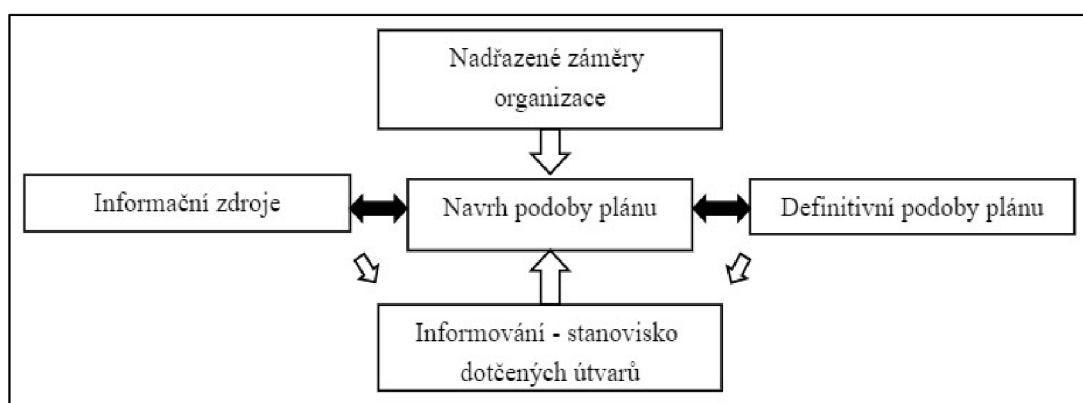 Nadřazené záměry
organizace
Informační zdroje
Navrh podoby plánu
Definitivní podoby plánu
Informování - stanovisko
dotčených útvarů